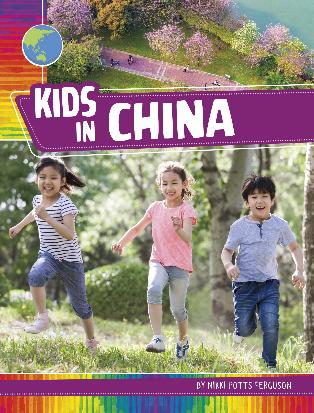 KIDS
IN CHINA
BY NIKKI POTTS FERGUSON